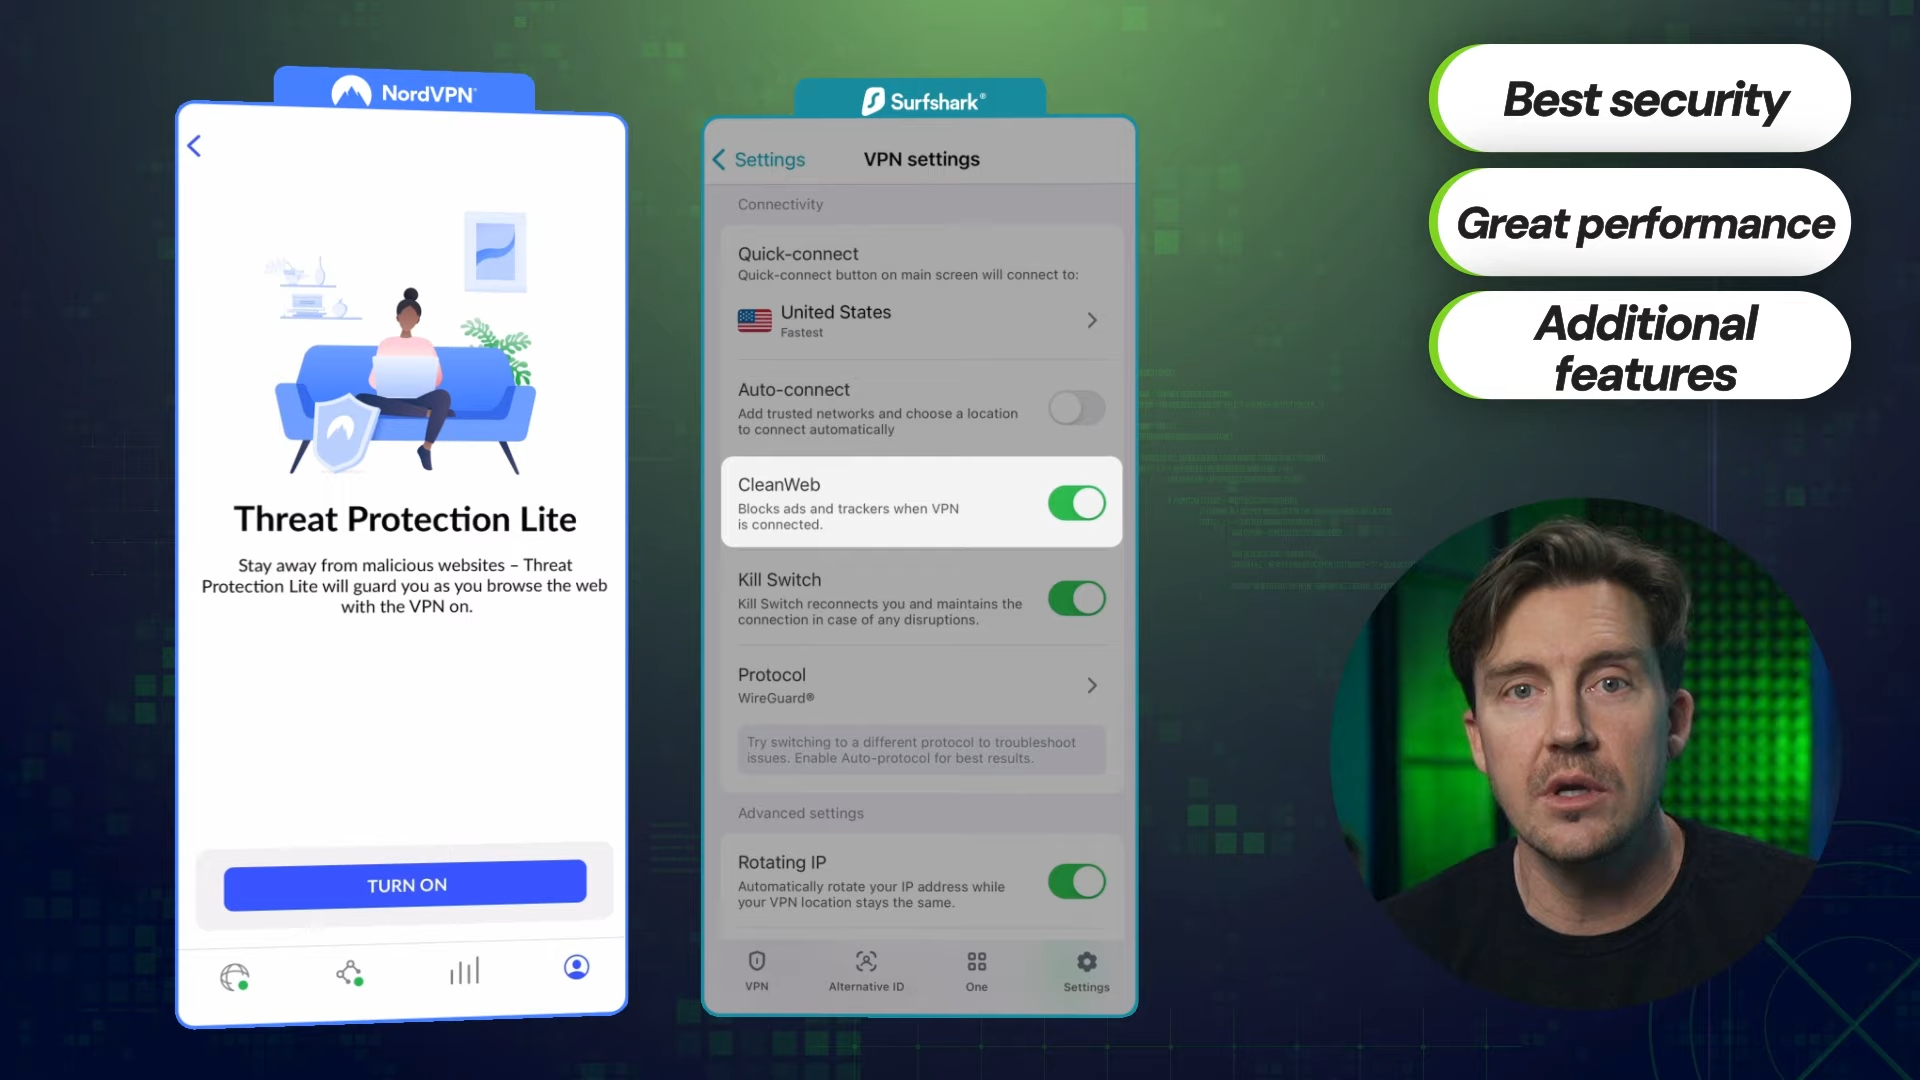 NordVPN
Threat Protection Lite
Stay away from malicious websites – Threat
Protection Lite will guard you as you browse the web
with the VPN on.
TURN ON
Surfshark®
Settings
VPN settings
Connectivity
Quick-connect
Quick-connect button on main screen will connect to:
United States
Fastest
Auto-connect
Add trusted networks and choose a location
to connect automatically
CleanWeb
Blocks ads and trackers when VPN
is connected.
Kill Switch
Kill Switch reconnects you and maintains the
connection in case of any disruptions.
Protocol
WireGuard®
Try switching to a different protocol to troubleshoot
issues. Enable Auto-protocol for best results.
Advanced settings
Rotating IP
Automatically rotate your IP address while
your VPN location stays the same.
VPN
Alternative ID
One
Settings
Best security
Great performance
Additional
features